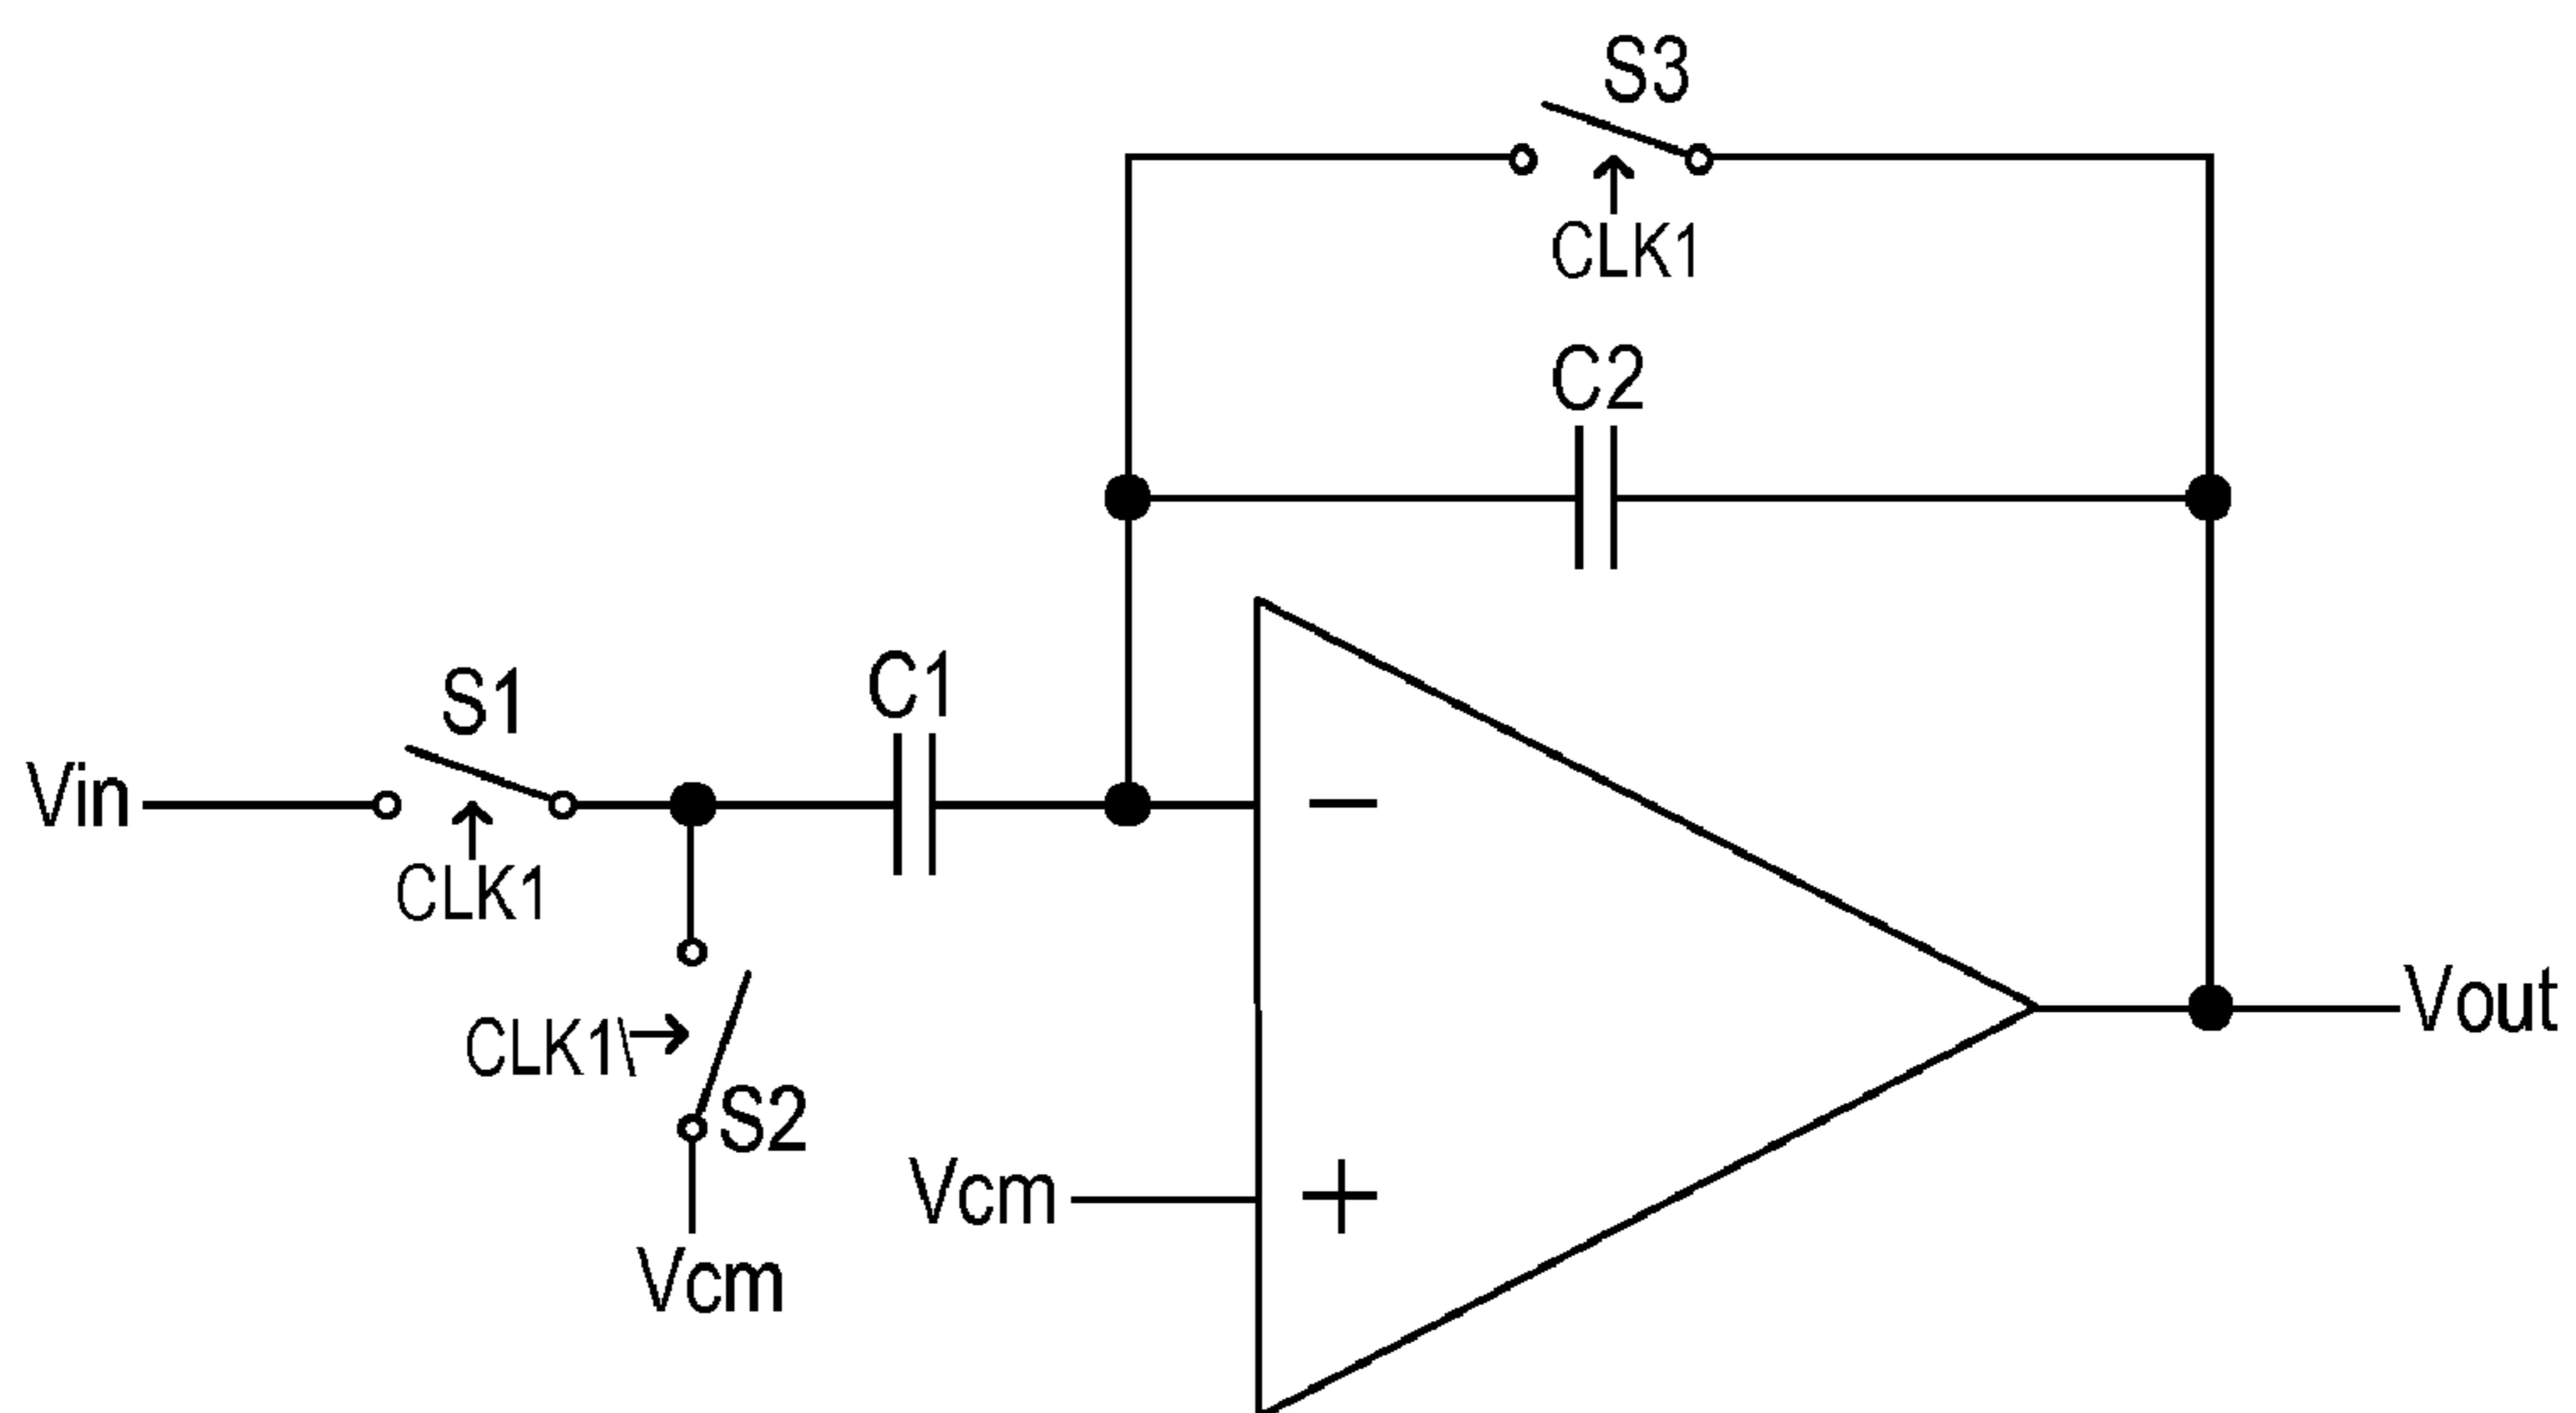 S3
CLK1
C2
C1
S1
Vin
−
CLK1
Vout
CLK1\
S2
Vcm
+
Vcm